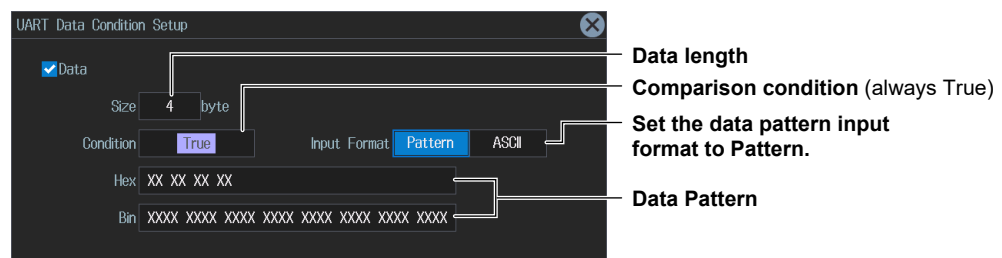 UART Data Condition Setup
Data length
Data
Comparison condition (always True)
Size 4 byte
Set the data pattern input
format to Pattern.
Condition True Input Format Pattern ASCII
Hex XX XX XX XX
Data Pattern
Bin XXXX XXXX XXXX XXXX XXXX XXXX XXXX XXXX